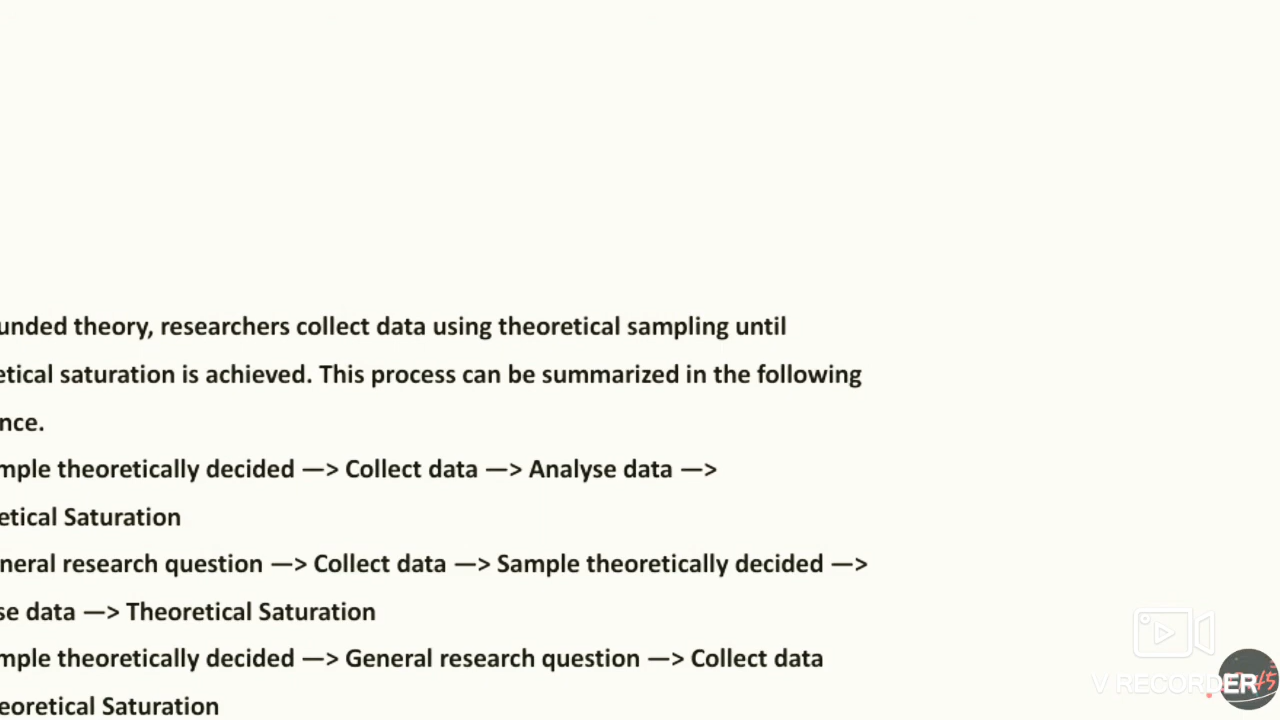 unded theory, researchers collect data using theoretical sampling until
etical saturation is achieved. This process can be summarized in the following
nce.
mple theoretically decided —> Collect data —> Analyse data —>
etical Saturation
neral research question —> Collect data —> Sample theoretically decided —>
se data —> Theoretical Saturation
mple theoretically decided —> General research question —> Collect data
eoretical Saturation
V RECORDER